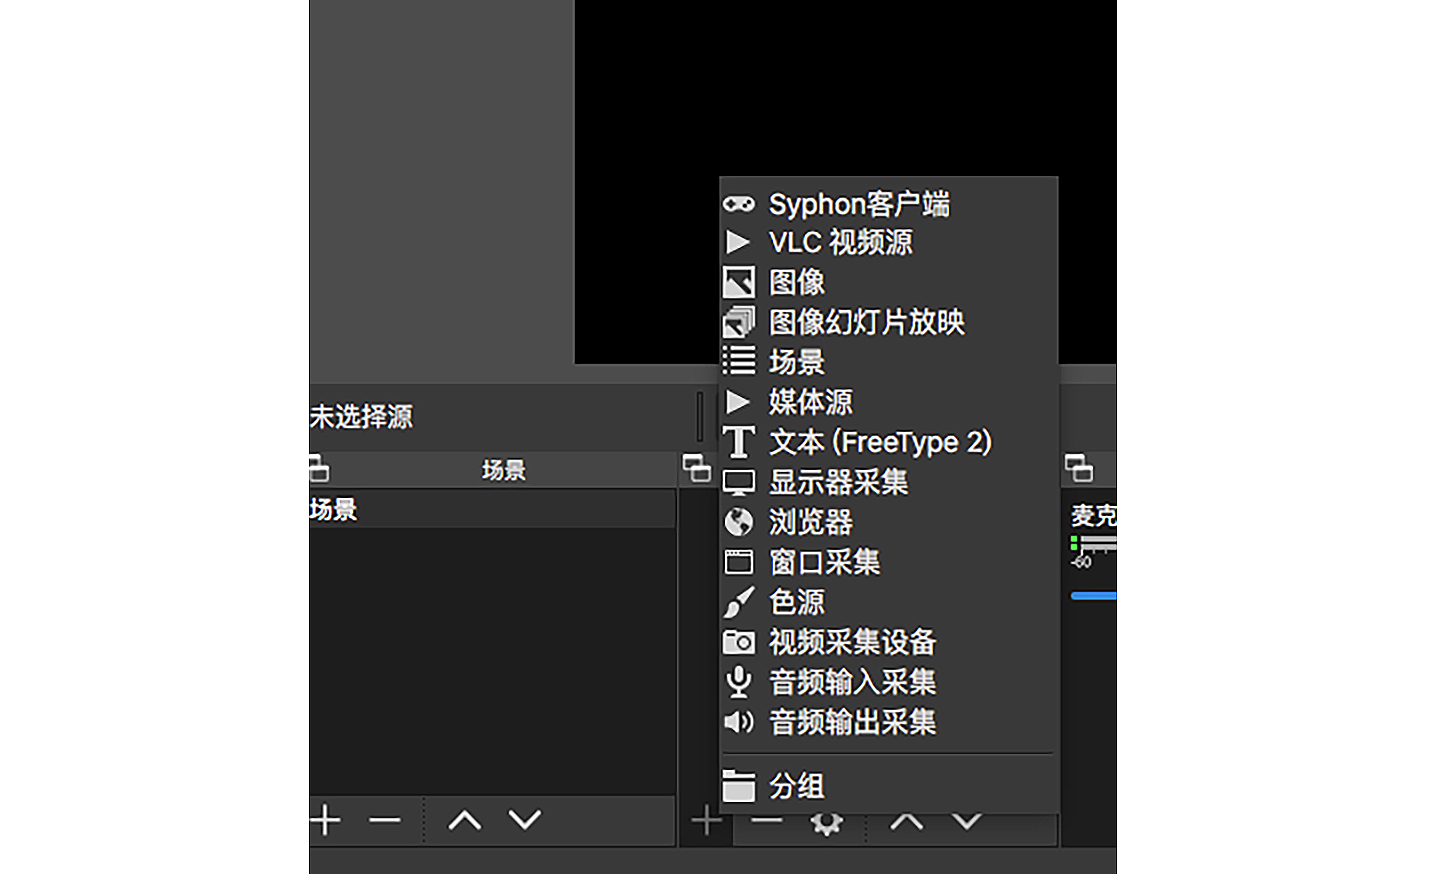 Syphon客户端
VLC 视频源
图像
图像幻灯片放映
场景
媒体源
文本 (FreeType 2)
显示器采集
浏览器
窗口采集
色源
视频采集设备
音频输入采集
音频输出采集
分组
未选择源
场景
场景
麦克
-60